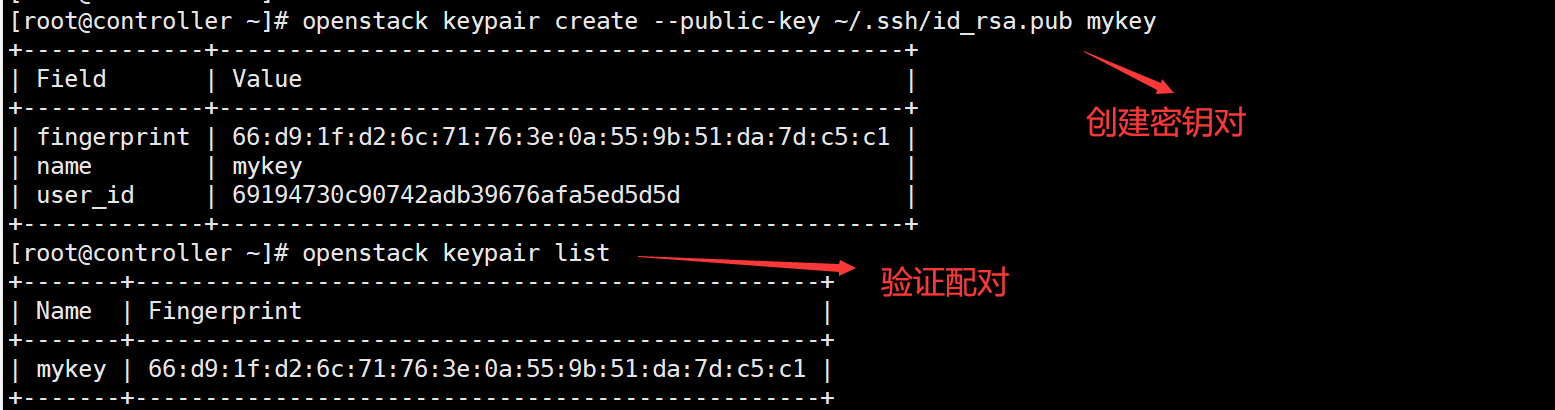 [root@controller ~]# openstack keypair create --public-key ~/.ssh/id_rsa.pub mykey
+-------------+-------------------------------------------------+
| Field       | Value                                           |
+-------------+-------------------------------------------------+
创建密钥对
| fingerprint | 66:d9:1f:d2:6c:71:76:3e:0a:55:9b:51:da:7d:c5:c1 |
| name        | mykey                                           |
| user_id     | 69194730c90742adb39676afa5ed5d5d                |
+-------------+-------------------------------------------------+
[root@controller ~]# openstack keypair list
验证配对
+-------+-------------------------------------------------+
| Name  | Fingerprint                                     |
+-------+-------------------------------------------------+
| mykey | 66:d9:1f:d2:6c:71:76:3e:0a:55:9b:51:da:7d:c5:c1 |
+-------+-------------------------------------------------+